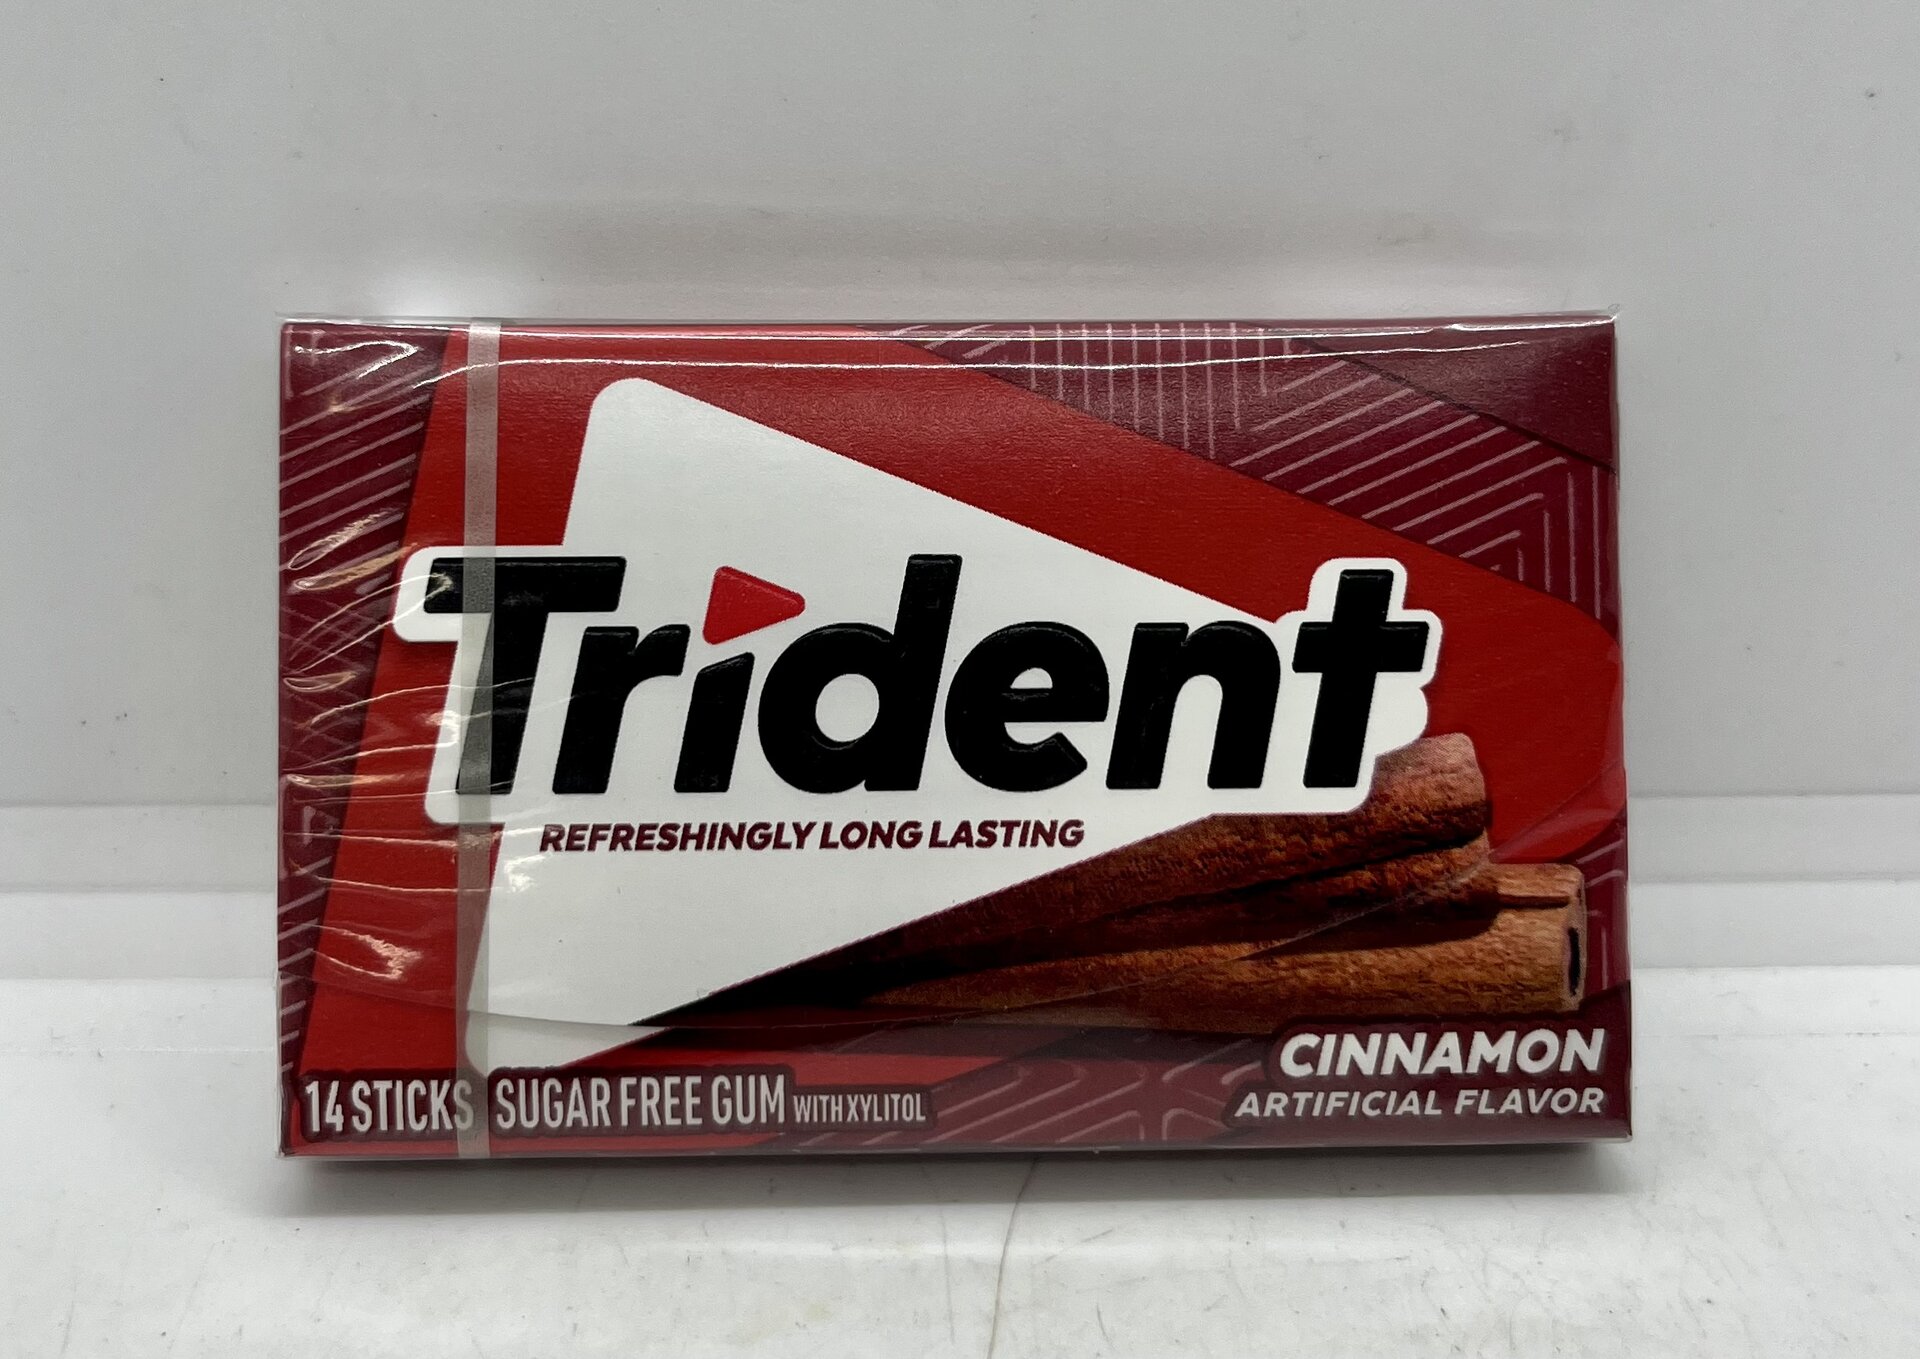 Trident
REFRESHINGLY LONG LASTING
CINNAMON
ARTIFICIAL FLAVOR
14 STICKS SUGAR FREE GUM WITH XYLITOL